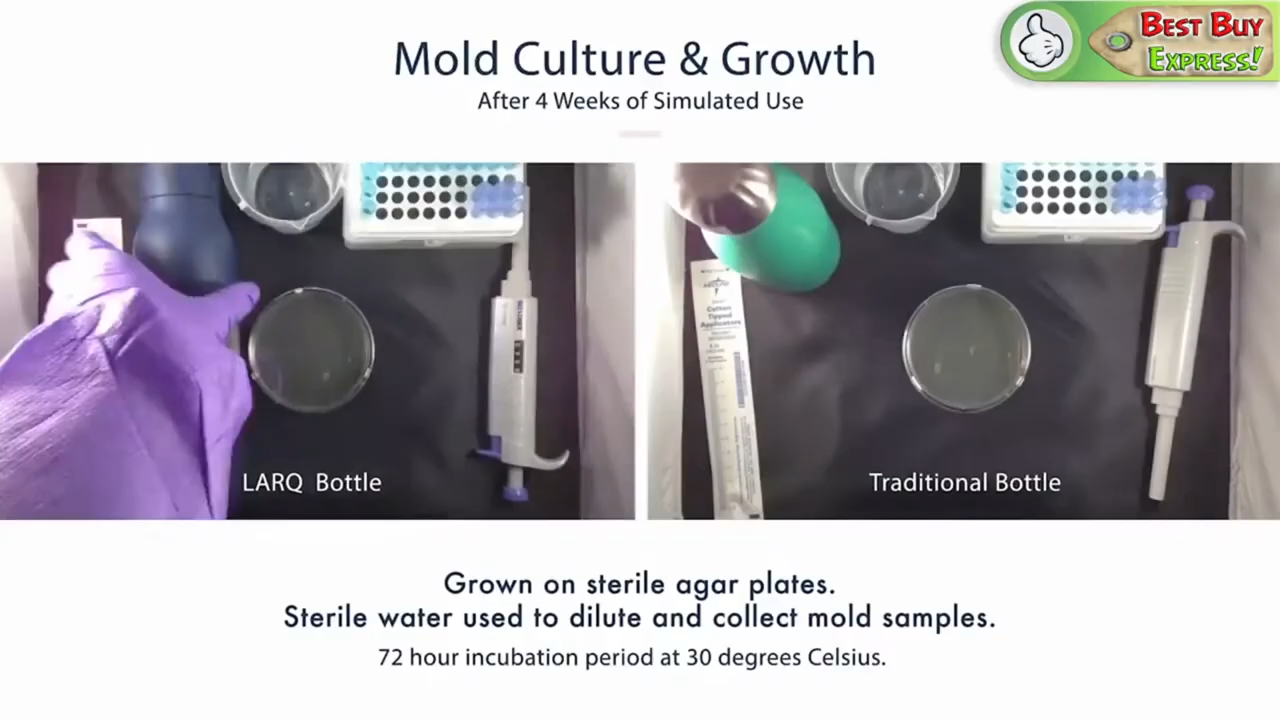 BEST BUY
EXPRESS!
Mold Culture & Growth
After 4 Weeks of Simulated Use
Cotton
Tipped
Applicators
LARQ Bottle
Traditional Bottle
Grown on sterile agar plates.
Sterile water used to dilute and collect mold samples.
72 hour incubation period at 30 degrees Celsius.